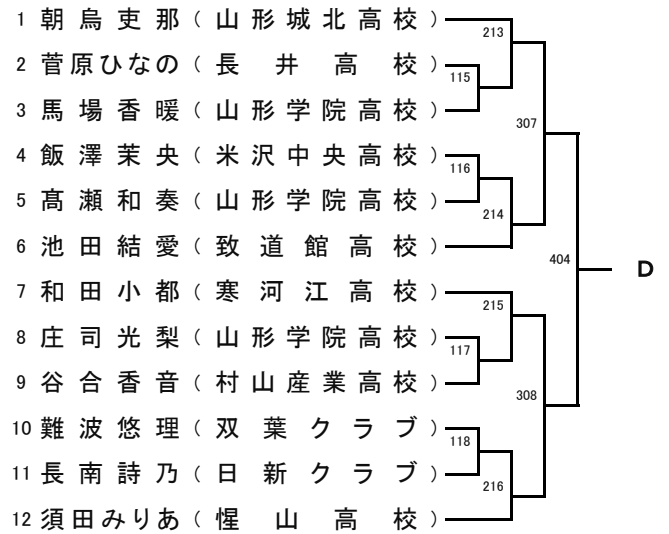 1 朝烏吏那（山形城北高校）
213
2 菅原ひなの（長井高校）
115
3 馬場香暖（山形学院高校）
307
4 飯澤茉央（米沢中央高校）
116
5 髙瀬和奏（山形学院高校）
214
6 池田結愛（致道館高校）
404
D
7 和田小都（寒河江高校）
215
8 庄司光梨（山形学院高校）
117
9 谷合香音（村山産業高校）
308
10 難波悠理（双葉クラブ）
118
11 長南詩乃（日新クラブ）
216
12 須田みりあ（惺山高校）